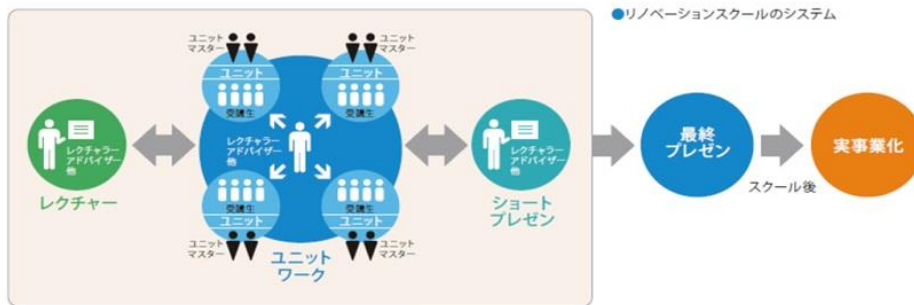 ●リノベーションスクールのシステム
ユニット
マスター
ユニット
受講生
ユニット
マスター
ユニット
受講生
レクチャラー
アドバイザー
他
レクチャー
レクチャラー
アドバイザー
他
レクチャラー
アドバイザー
他
ショート
プレゼン
受講生
ユニット
ユニット
マスター
受講生
ユニット
ユニット
マスター
ユニット
ワーク
最終
プレゼン
スクール後
実事業化